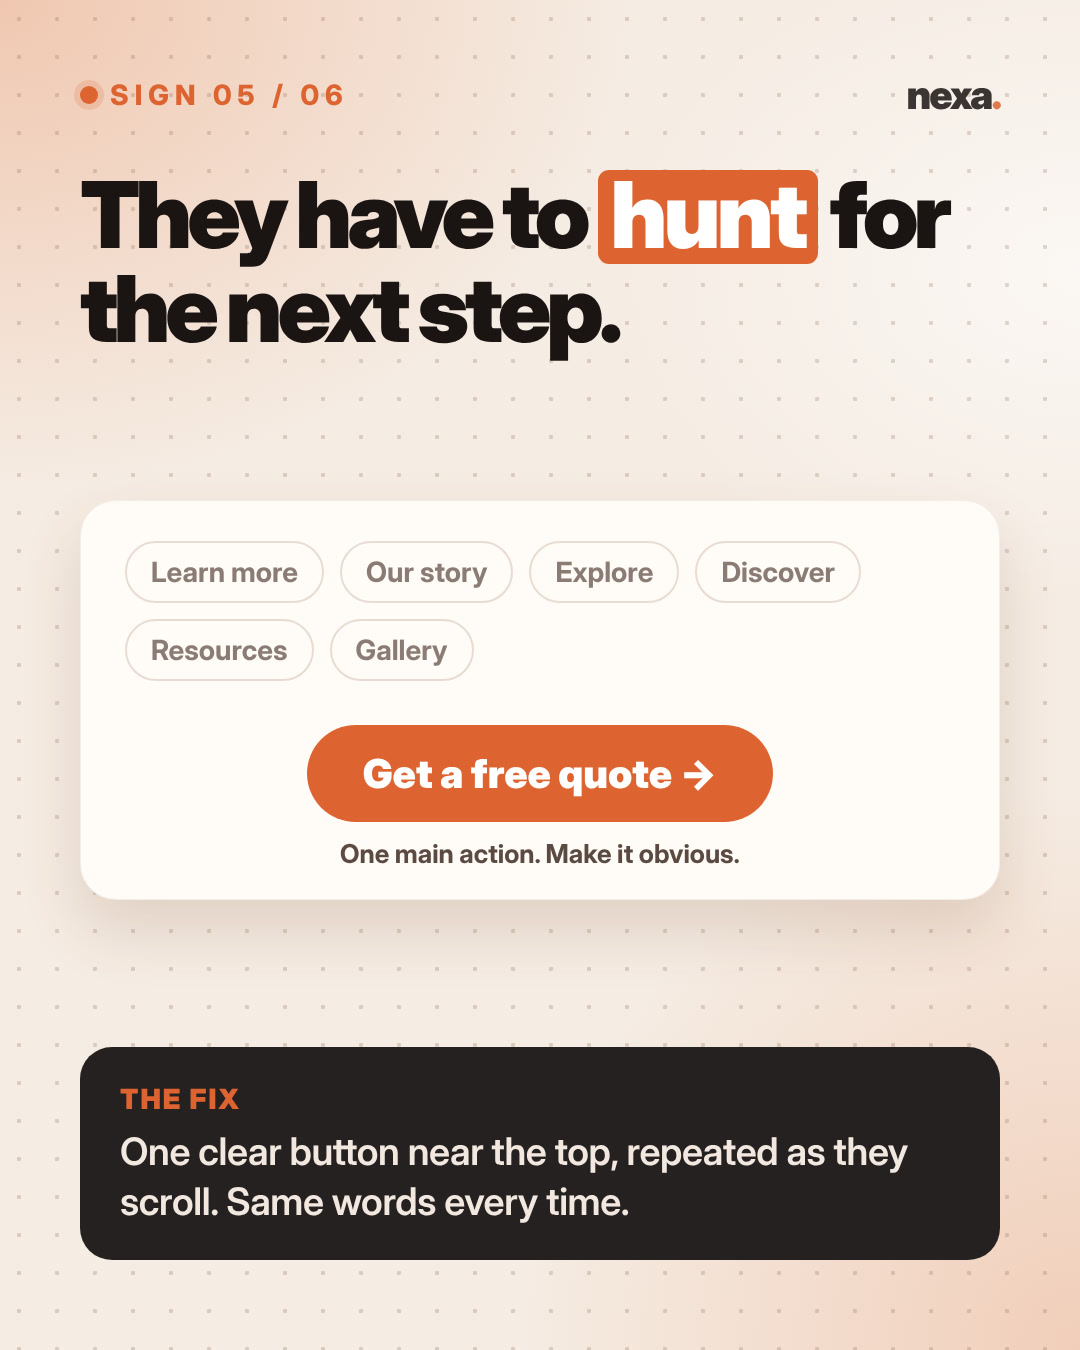 SIGN 05 / 06
nexa.
They have to hunt for
the next step.
Learn more
Our story
Explore
Discover
Resources
Gallery
Get a free quote →
One main action. Make it obvious.
THE FIX
One clear button near the top, repeated as they
scroll. Same words every time.